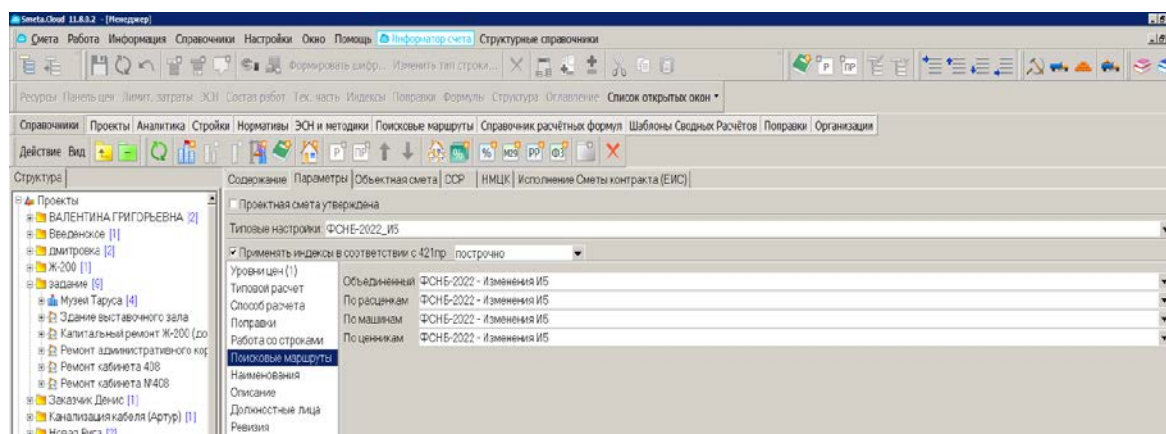 Smeta.Cloud 11.8.3.2 - [Менеджер]
Смета Работа Информация Справочники Настройки Окно Помощь Информатор счета Структурные справочники
Формировать шифр... Изменить тип строки...
Ресурсы Панель цен Лимит. затраты ЭСН Состав работ Тех. часть Индексы Поправки Формулы Структура Оглавление Список открытых окон
Справочники Проекты Аналитика Стройки Нормативы ЭСН и методики Поисковые маршруты Справочник расчётных формул Шаблоны Сводных Расчётов Поправки Организации
Действие Вид
Структура
Содержание Параметры Объектная смета ССР НМЦК Исполнение Сметы контракта (ЕИС)
Проекты
ВАЛЕНТИНА ГРИГОРЬЕВНА [2]
Введенское [1]
дмитровка [2]
Ж-200 [1]
задание [9]
Музей Таруса [4]
Здание выставочного зала
Капитальный ремонт Ж-200 (до
Ремонт административного кор
Ремонт кабинета 408
Ремонт кабинета №408
Заказчик Денис [1]
Канализация кабеля (Артур) [1]
Новая Рига [2]
Проектная смета утверждена
Типовые настройки ФСНБ-2022_И5
Применять индексы в соответствии с 421пр построчно
Уровни цен (1)
Типовой расчет
Способ расчета
Поправки
Работа со строками
Поисковые маршруты
Наименования
Описание
Должностные лица
Ревизия
Объединенный ФСНБ-2022 - Изменения И5
По расценкам ФСНБ-2022 - Изменения И5
По машинам ФСНБ-2022 - Изменения И5
По ценникам ФСНБ-2022 - Изменения И5